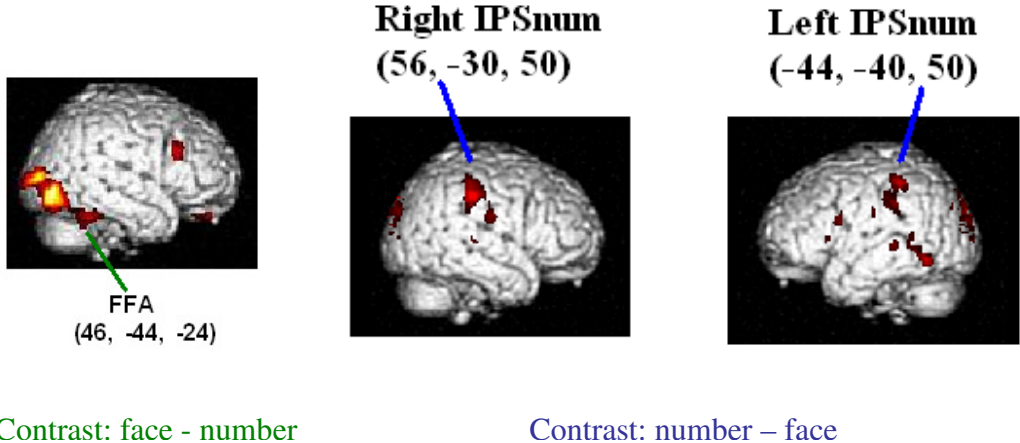 Right IPSnum
(56, -30, 50)
Left IPSnum
(-44, -40, 50)
FFA
(46, -44, -24)
Contrast: face - number
Contrast: number – face